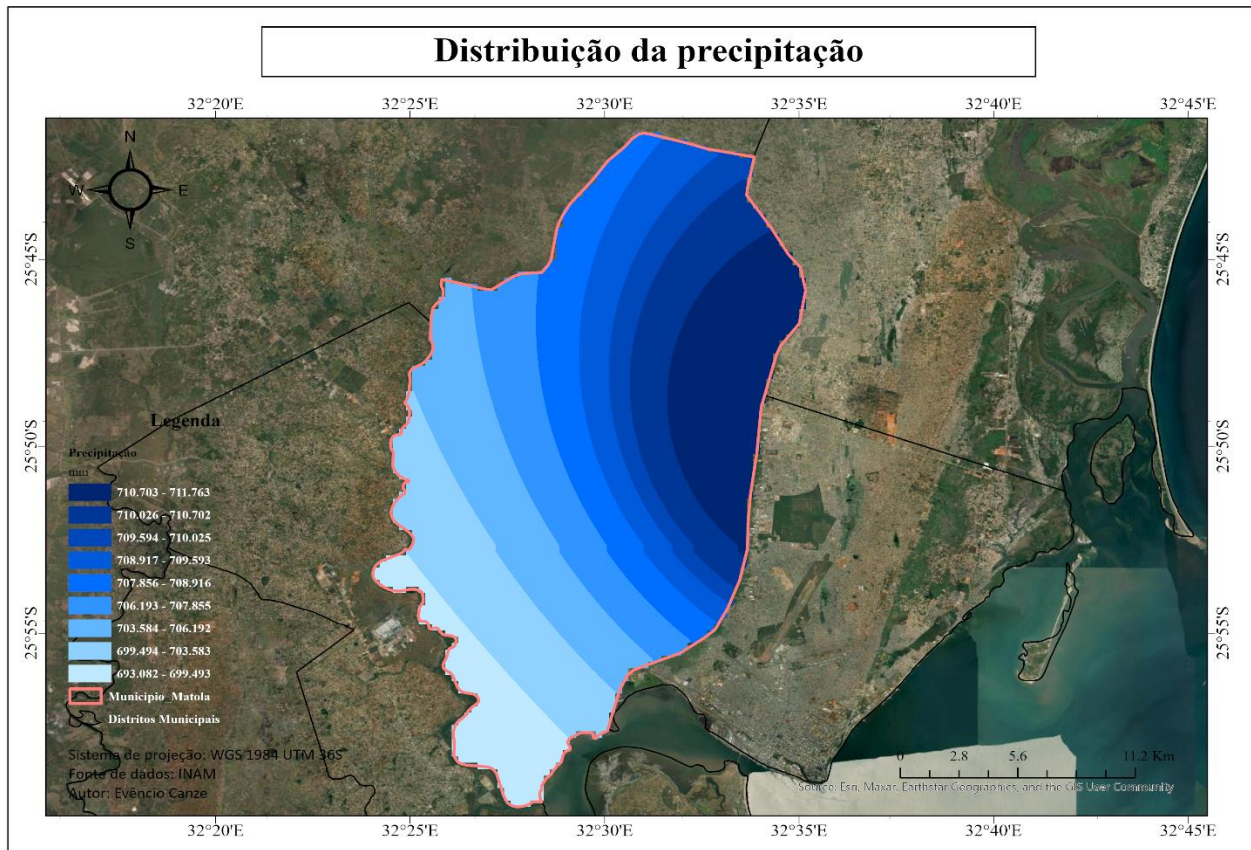 Distribuição da precipitação
32°20'E 32°25'E 32°30'E 32°35'E 32°40'E 32°45'E
N
W E
S
25°45'S 25°45'S
25°50'S 25°50'S
25°55'S 25°55'S
Legenda
Precipitação
mm
710.703 - 711.763
710.026 - 710.702
709.594 - 710.025
708.917 - 709.593
707.856 - 708.916
706.193 - 707.855
703.584 - 706.192
699.494 - 703.583
693.082 - 699.493
Municipio_Matola
Distritos Municipais
Sistema de projeção: WGS 1984 UTM 36S
Fonte de dados: INAM
Autor: Evêncio Canze
0 2.8 5.6 11.2 Km
Source: Esri, Maxar, Earthstar Geographics, and the GIS User Community
32°20'E 32°25'E 32°30'E 32°35'E 32°40'E 32°45'E